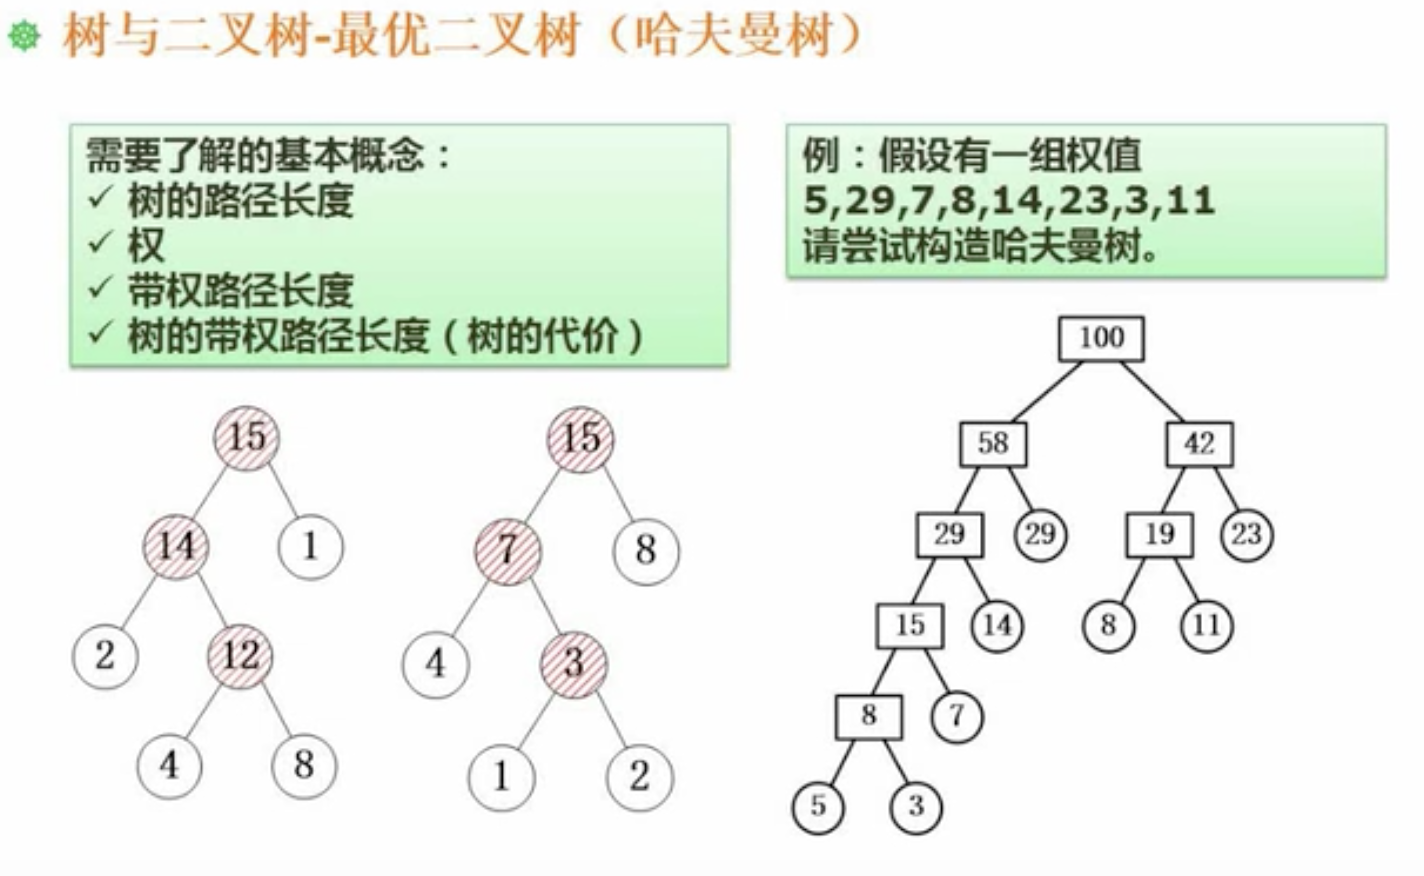 树与二叉树-最优二叉树（哈夫曼树）
需要了解的基本概念：
✓ 树的路径长度
✓ 权
✓ 带权路径长度
✓ 树的带权路径长度（树的代价）
例：假设有一组权值
5,29,7,8,14,23,3,11
请尝试构造哈夫曼树。
15
14 1
2 12
4 8
15
7 8
4 3
1 2
100
58 42
29 29 19 23
15 14 8 11
8 7
5 3